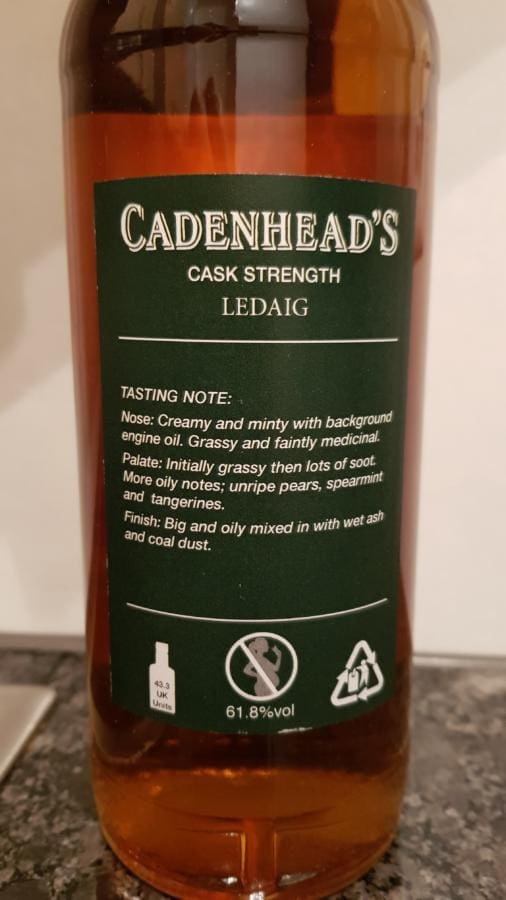 CADENHEAD'S
CASK STRENGTH
LEDAIG
TASTING NOTE:
Nose: Creamy and minty with background
engine oil. Grassy and faintly medicinal.
Palate: Initially grassy then lots of soot.
More oily notes; unripe pears, spearmint
and tangerines.
Finish: Big and oily mixed in with wet ash
and coal dust.
43.3
UK
Units
61.8%vol